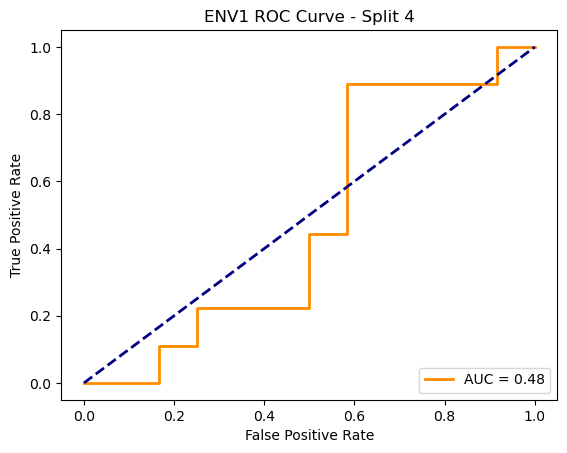 ENV1 ROC Curve - Split 4
True Positive Rate
1.0
0.8
0.6
0.4
0.2
0.0
AUC = 0.48
0.0 0.2 0.4 0.6 0.8 1.0
False Positive Rate